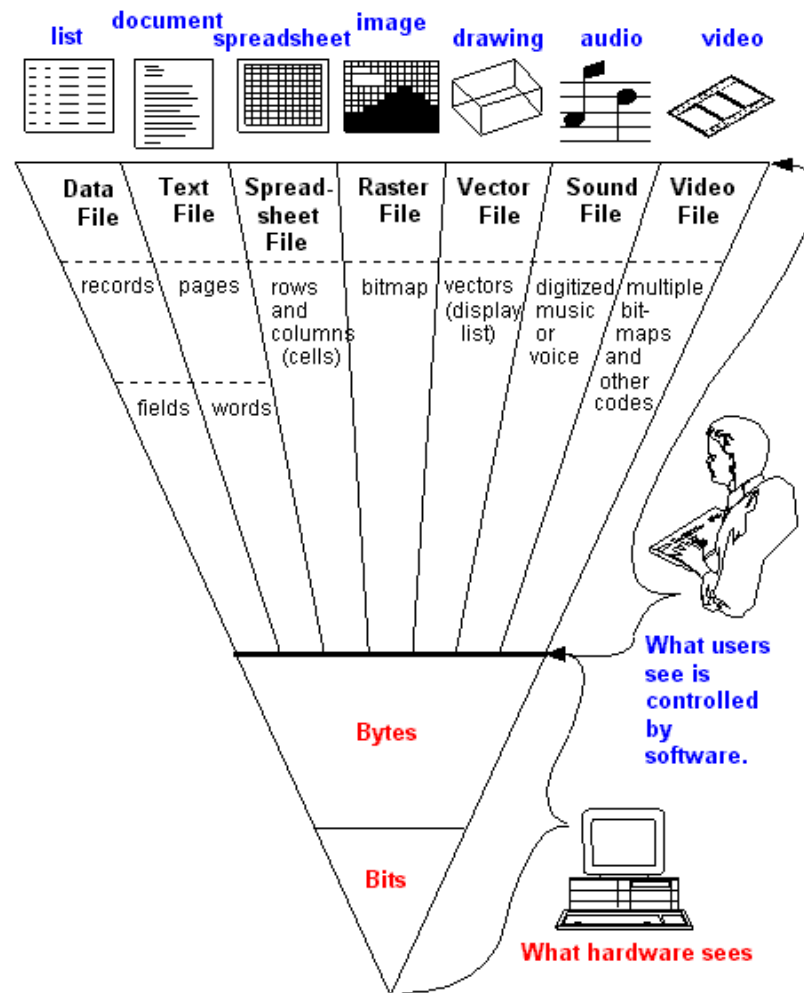 list
document
spreadsheet
image
drawing
audio
video
Data
File
Text
File
Spread-
sheet
File
Raster
File
Vector
File
Sound
File
Video
File
records
pages
rows
and
columns
(cells)
bitmap
vectors
(display
list)
digitized
music
or
voice
multiple
bit-
maps
and
other
codes
fields
words
What users
see is
controlled
by
software.
Bytes
Bits
What hardware sees